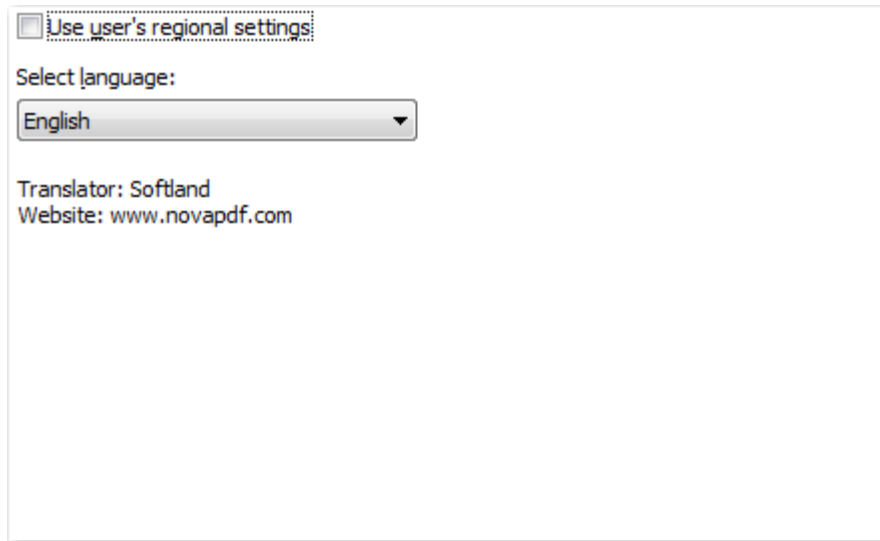 Use user's regional settings
Select language:
English
Translator: Softland
Website: www.novapdf.com